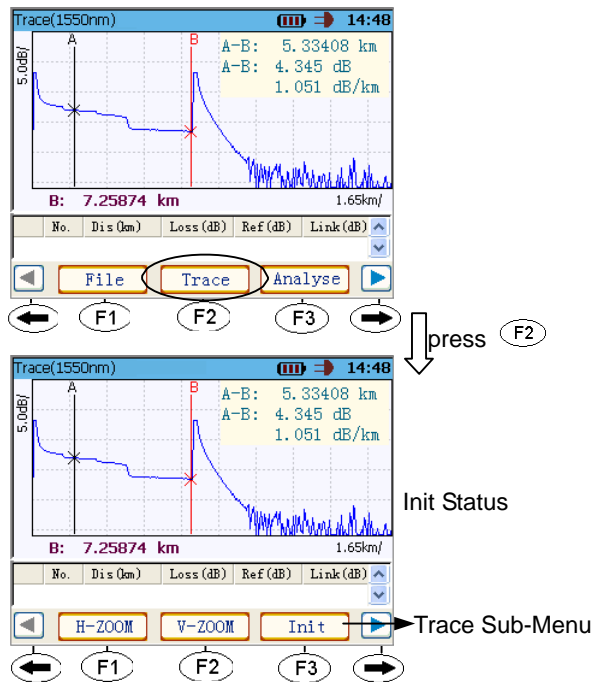 Trace(1550nm) 14:48
A B A-B: 5.33408 km
A-B: 4.345 dB
1.051 dB/km
5.0dB/
B: 7.25874 km 1.65km/
No. Dis(km) Loss(dB) Ref(dB) Link(dB)
File Trace Analyse
F1 F2 F3
press F2
Trace(1550nm) 14:48
A B A-B: 5.33408 km
A-B: 4.345 dB
1.051 dB/km
5.0dB/
Init Status
B: 7.25874 km 1.65km/
No. Dis(km) Loss(dB) Ref(dB) Link(dB)
H-ZOOM V-ZOOM Init Trace Sub-Menu
F1 F2 F3